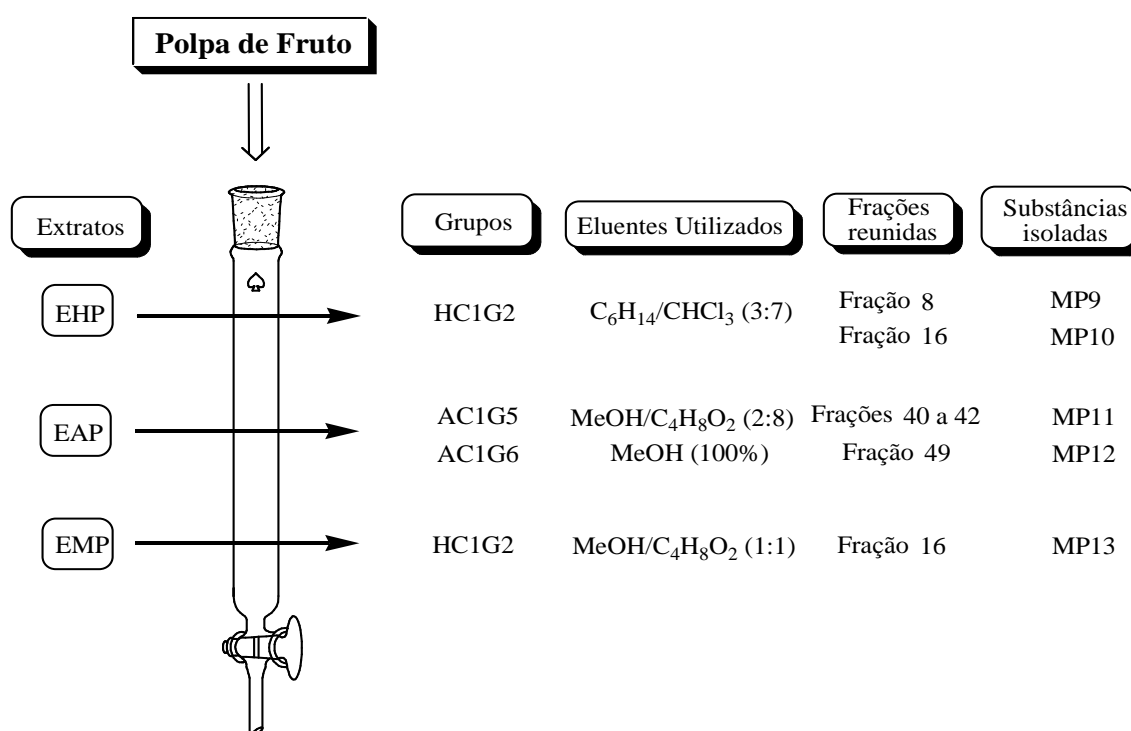 Polpa de Fruto
Extratos
Grupos
Eluentes Utilizados
Frações
reunidas
Substâncias
isoladas
EHP
HC1G2
C₆H₁₄/CHCl₃ (3:7)
Fração 8
MP9
Fração 16
MP10
EAP
AC1G5
MeOH/C₄H₈O₂ (2:8)
Frações 40 a 42
MP11
AC1G6
MeOH (100%)
Fração 49
MP12
EMP
HC1G2
MeOH/C₄H₈O₂ (1:1)
Fração 16
MP13